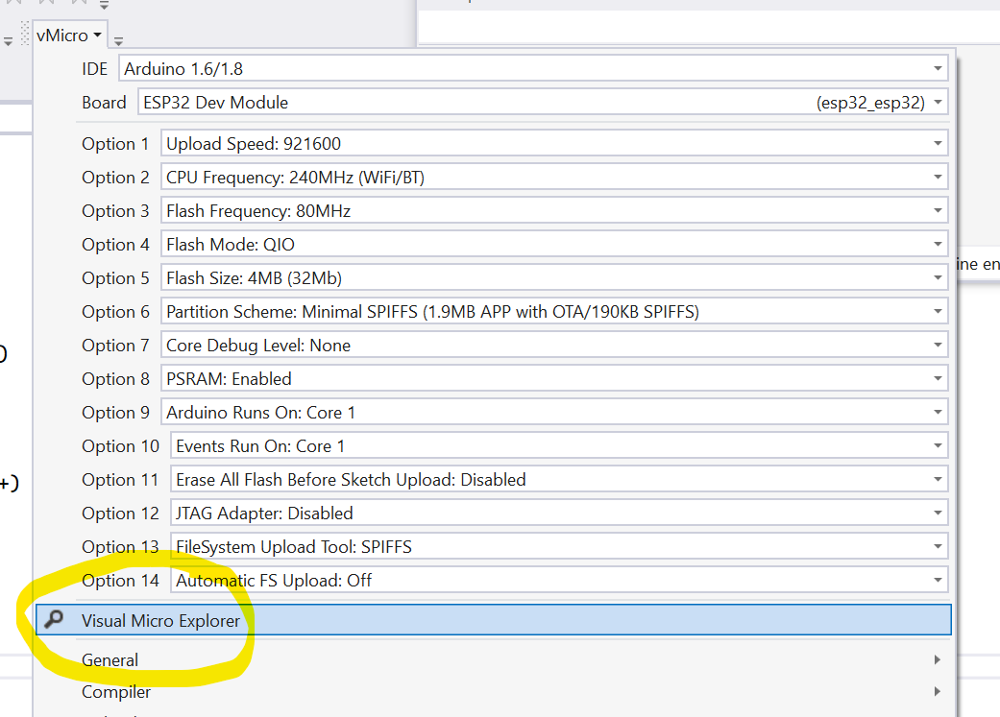 vMicro
IDE Arduino 1.6/1.8
Board ESP32 Dev Module (esp32_esp32)
Option 1 Upload Speed: 921600
Option 2 CPU Frequency: 240MHz (WiFi/BT)
Option 3 Flash Frequency: 80MHz
Option 4 Flash Mode: QIO
ine en
Option 5 Flash Size: 4MB (32Mb)
Option 6 Partition Scheme: Minimal SPIFFS (1.9MB APP with OTA/190KB SPIFFS)
Option 7 Core Debug Level: None
Option 8 PSRAM: Enabled
Option 9 Arduino Runs On: Core 1
Option 10 Events Run On: Core 1
Option 11 Erase All Flash Before Sketch Upload: Disabled
+)
Option 12 JTAG Adapter: Disabled
Option 13 FileSystem Upload Tool: SPIFFS
Option 14 Automatic FS Upload: Off
Visual Micro Explorer
General
Compiler